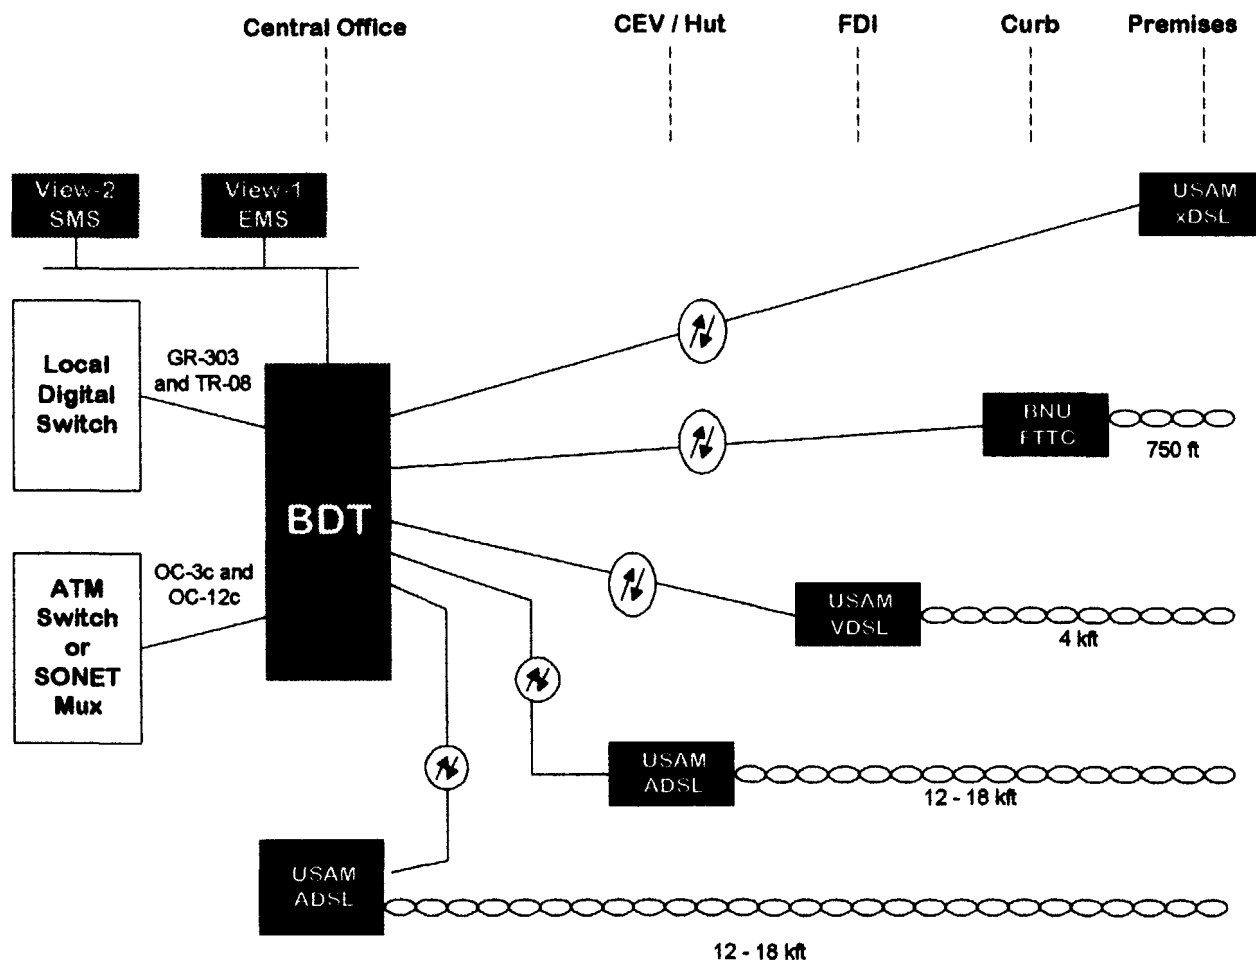 Central Office
CEV / Hut
FDI
Curb
Premises
View-2
SMS
View-1
EMS
USAM
xDSL
Local
Digital
Switch
GR-303
and TR-08
BDT
BNU
FTTC
750 ft
ATM
Switch
or
SONET
Mux
OC-3c and
OC-12c
USAM
VDSL
4 kft
USAM
ADSL
12 - 18 kft
USAM
ADSL
12 - 18 kft